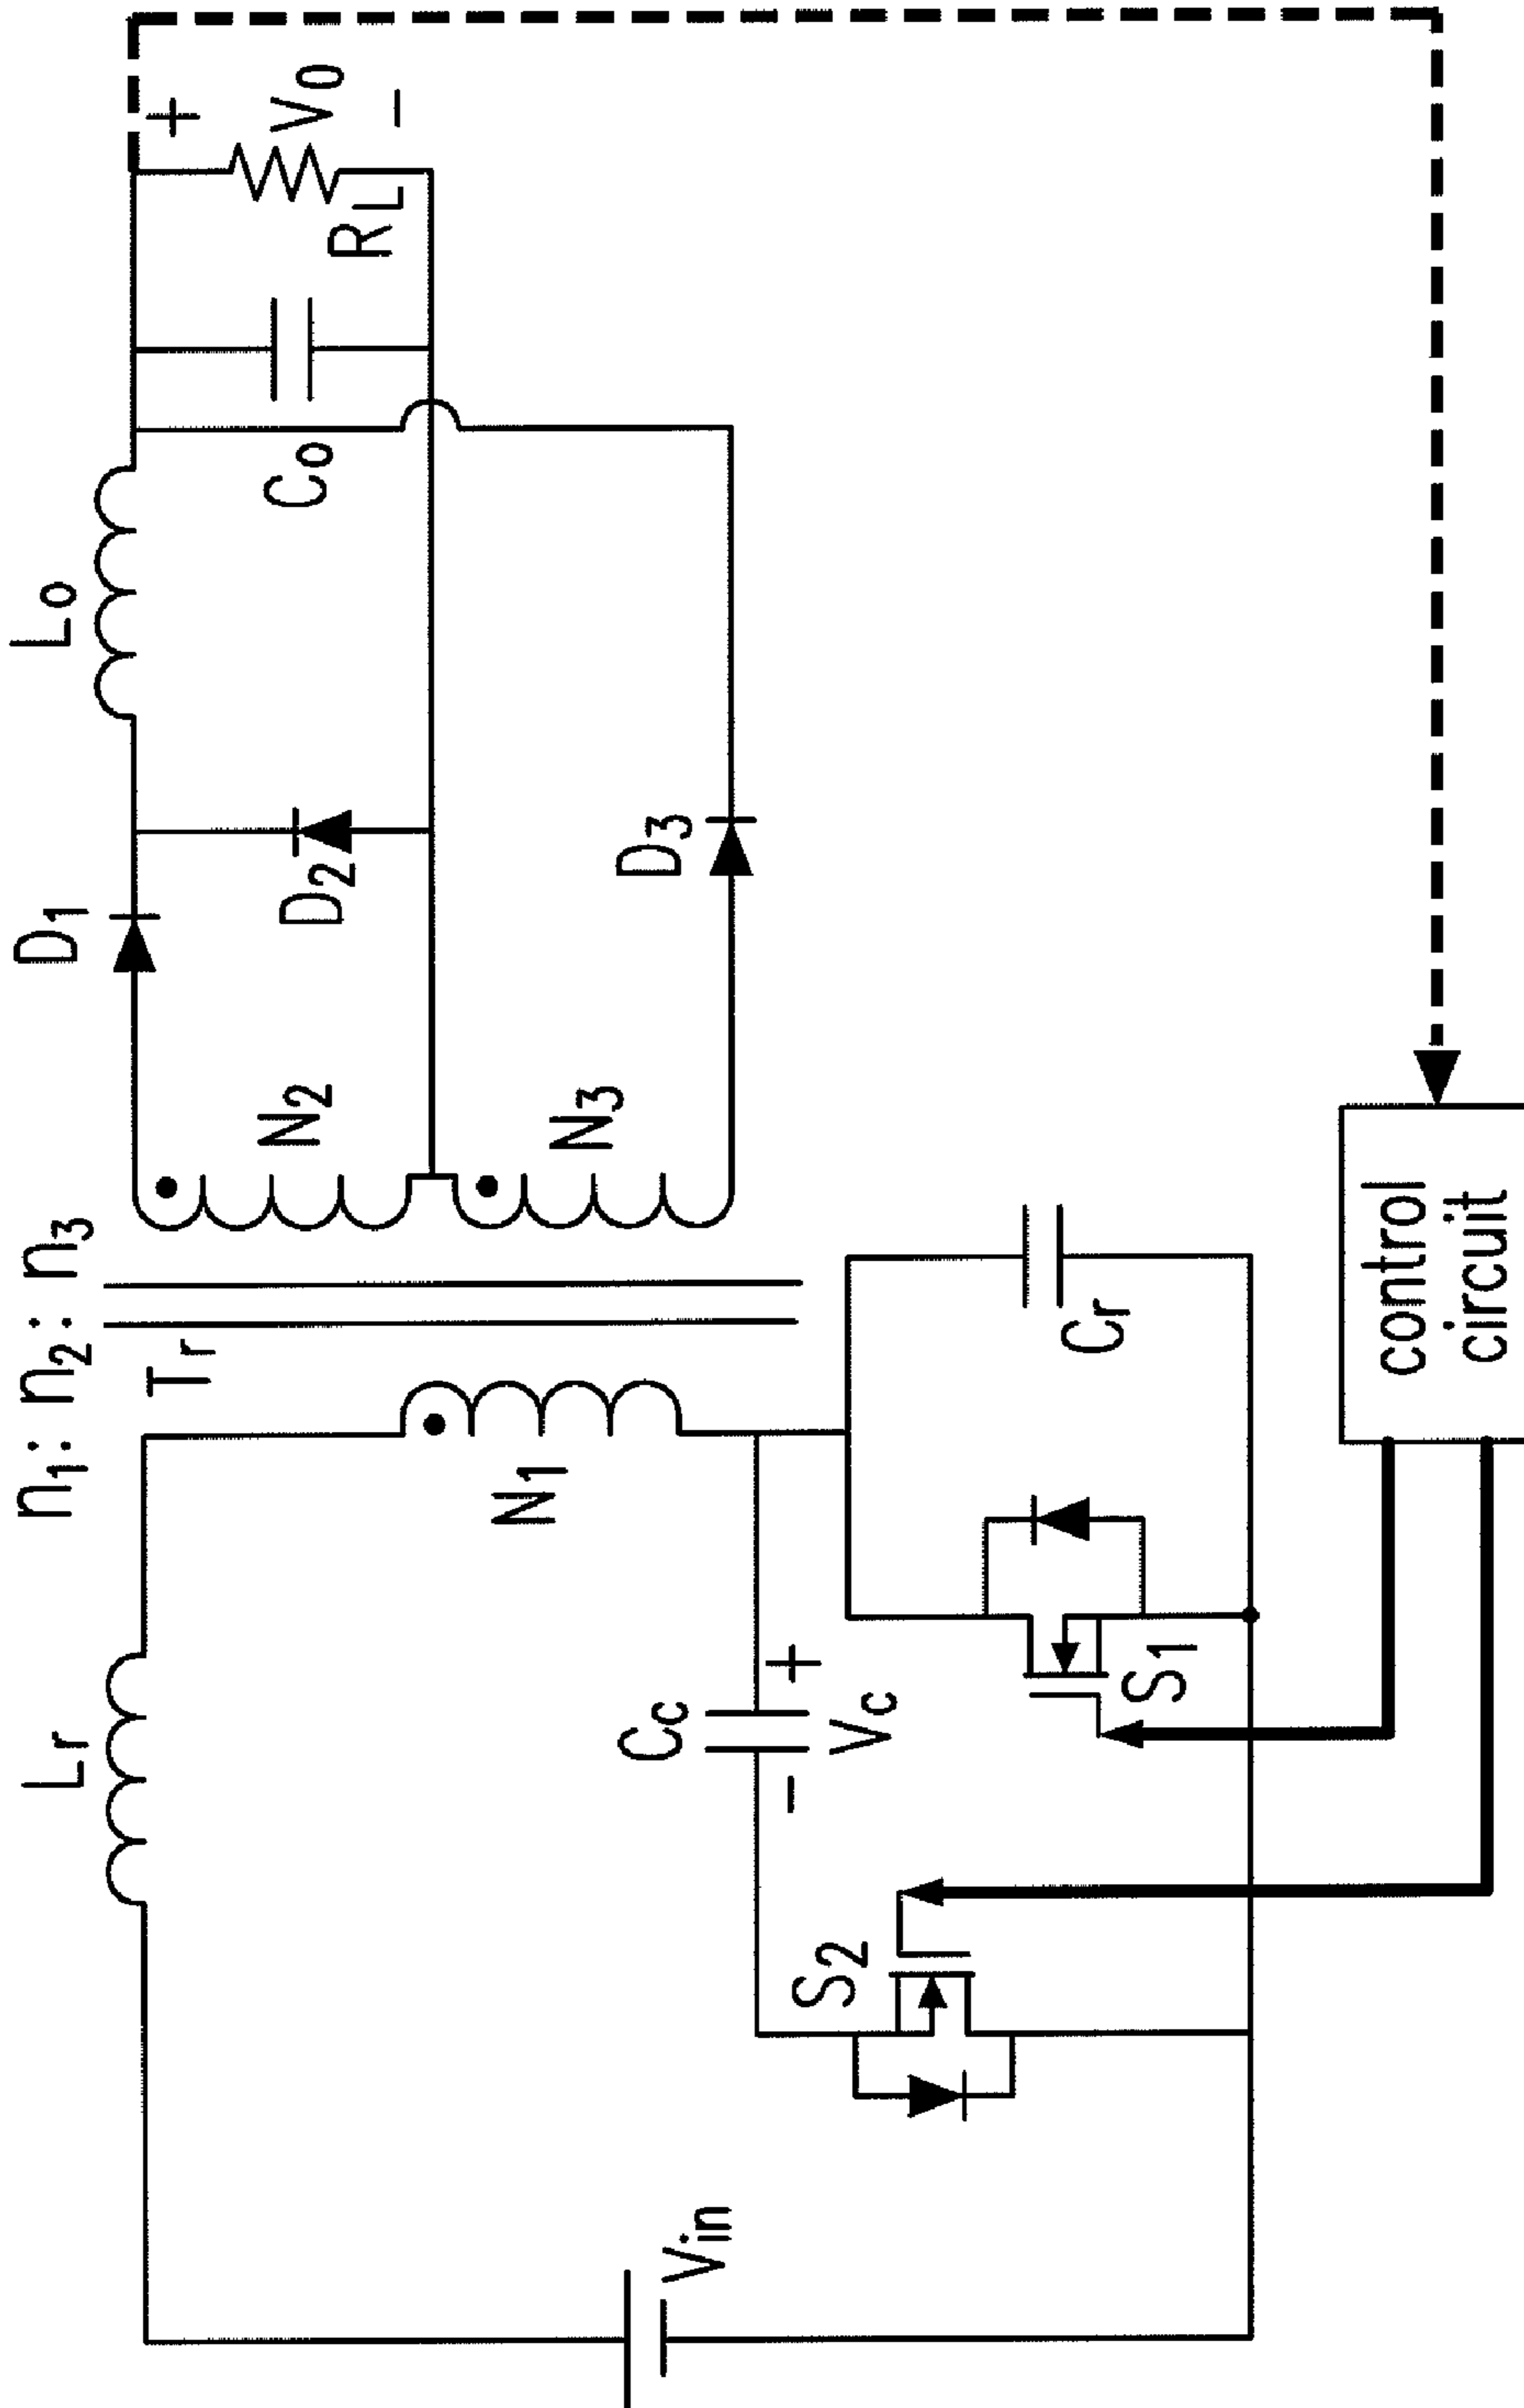 n₁: n₂: n₃
Lr
Tr
D₁
Lo
N₁
N₂
D₂
Co
RL
+
Vo
−
N₃
D₃
Cc
− +
Vc
Vin
S₂
S₁
Cr
control
circuit